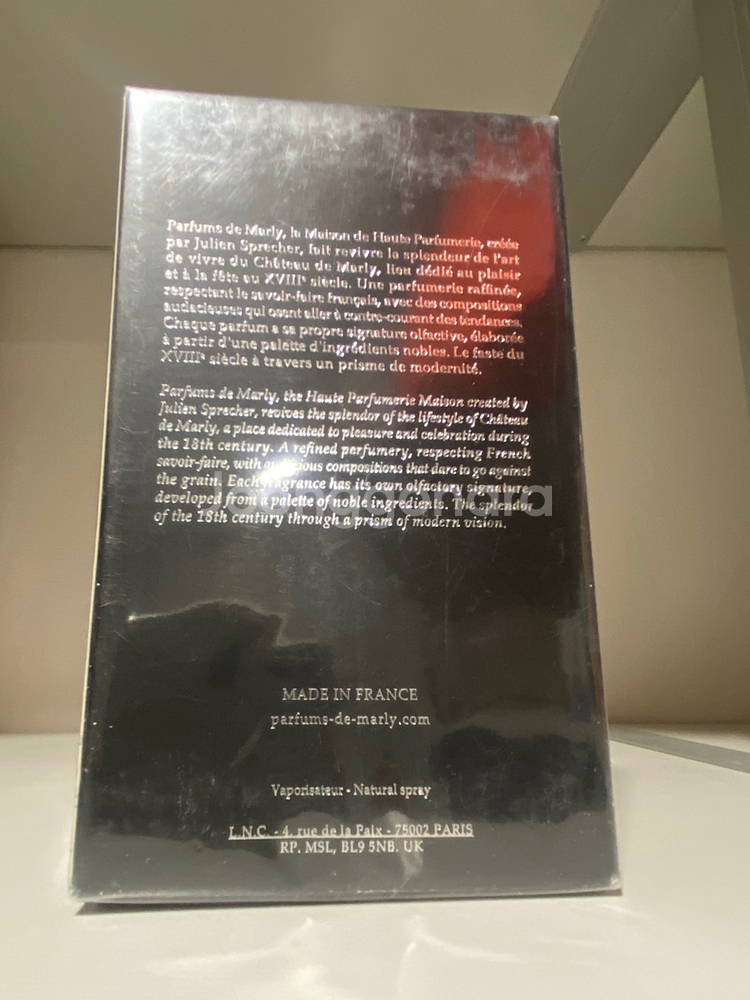 Parfums de Marly, la Maison de Haute Parfumerie, créée
par Julien Sprecher, fait revivre la splendeur de l'art
de vivre du Château de Marly, lieu dédié au plaisir
et à la fête au XVIIIᵉ siècle. Une parfumerie raffinée,
respectant le savoir-faire français, avec des compositions
audacieuses qui osent aller à contre-courant des tendances.
Chaque parfum a sa propre signature olfactive, élaborée
à partir d'une palette d'ingrédients nobles. Le faste du
XVIIIᵉ siècle à travers un prisme de modernité.
Parfums de Marly, the Haute Parfumerie Maison created by
Julien Sprecher, revives the splendor of the lifestyle of Château
de Marly, a place dedicated to pleasure and celebration during
the 18th century. A refined perfumery, respecting French
savoir-faire, with audacious compositions that dare to go against
the grain. Each fragrance has its own olfactory signature
developed from a palette of noble ingredients. The splendor
of the 18th century through a prism of modern vision.
MADE IN FRANCE
parfums-de-marly.com
Vaporisateur - Natural spray
L.N.C. - 4, rue de la Paix - 75002 PARIS
RP. MSL, BL9 5NB. UK